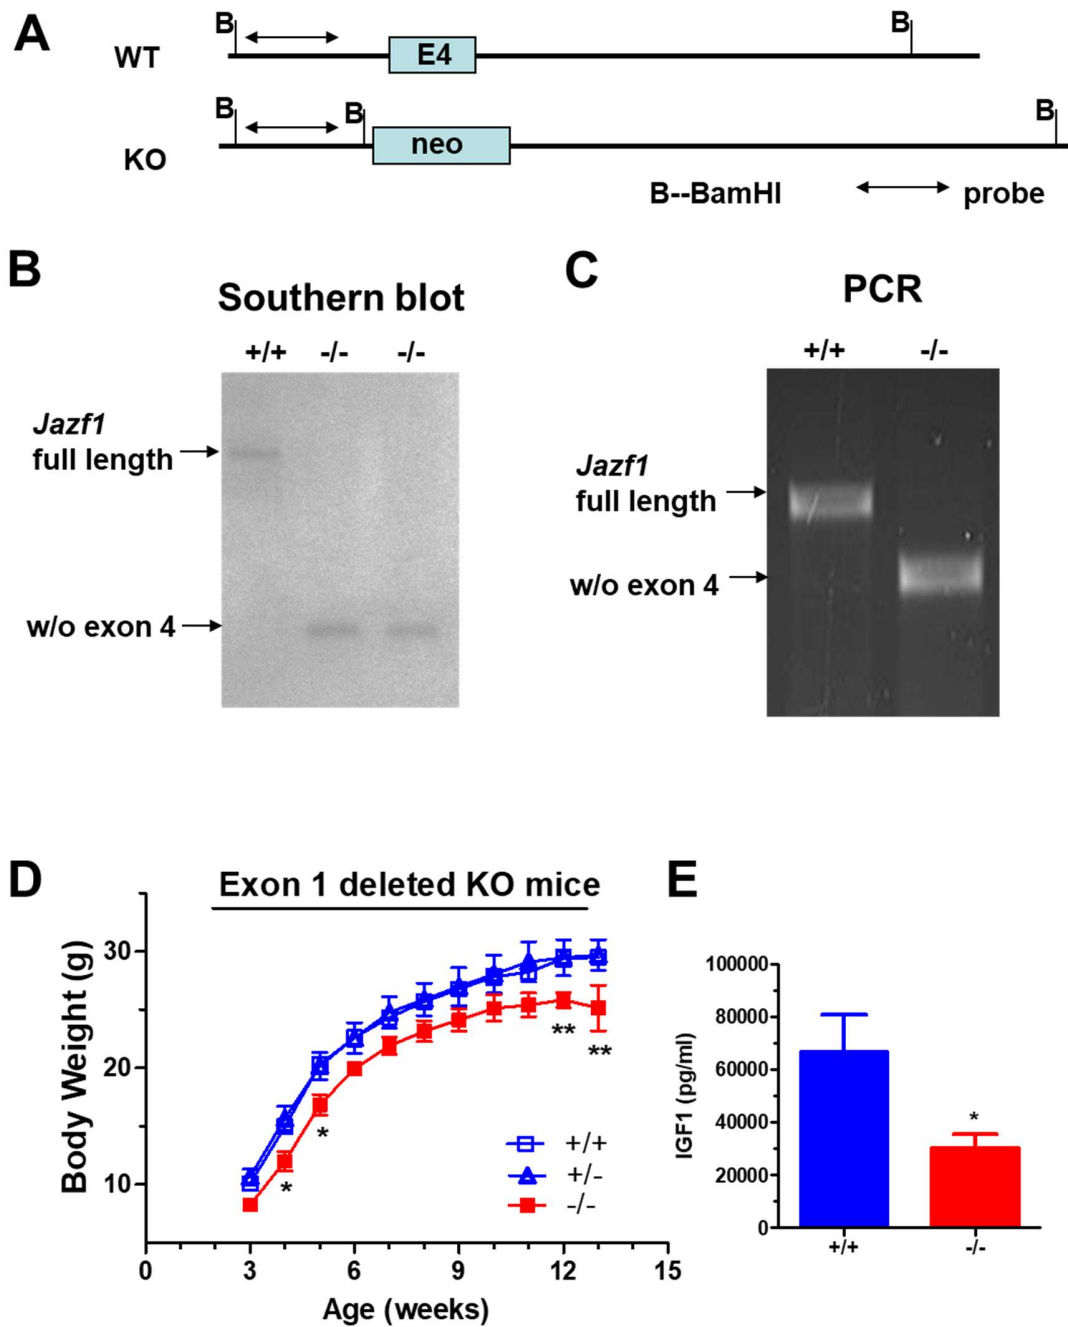 A
B
B
WT
E4
B
B
B
KO
neo
B--BamHI
probe
B
Southern blot
+/+ -/- -/-
Jazf1
full length
w/o exon 4
C
PCR
+/+ -/-
Jazf1
full length
w/o exon 4
D
Exon 1 deleted KO mice
Body Weight (g)
30
20
10
*
*
**
**
+/+
+/-
-/-
0 3 6 9 12 15
Age (weeks)
E
IGF1 (pg/ml)
100000
80000
60000
40000
20000
0
*
+/+ -/-